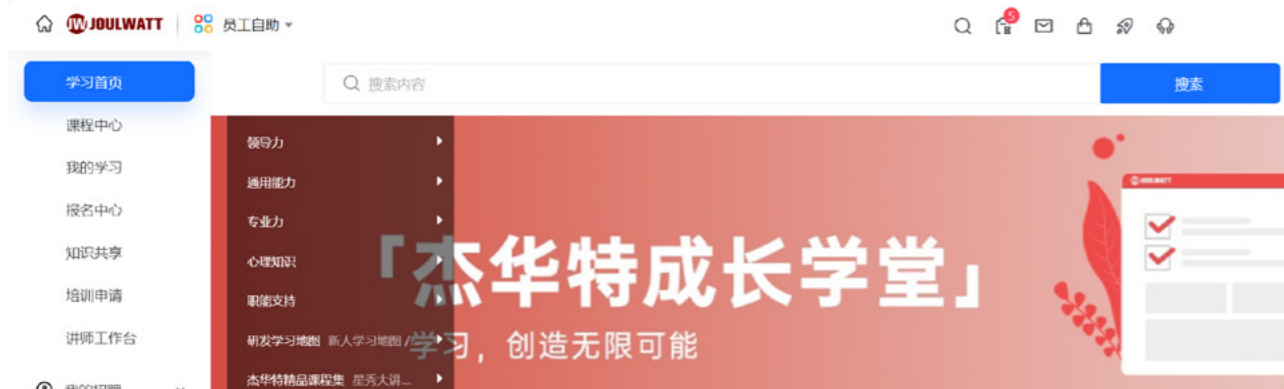 JW JOULWATT 员工自助
5
学习首页
搜索内容
搜索
课程中心
我的学习
报名中心
知识共享
培训申请
讲师工作台
领导力
通用能力
专业力
心理知识
职能支持
研发学习地图 新人学习地图 /
杰华特精品课程集 星秀大讲...
「杰华特成长学堂」
学习，创造无限可能
JOULWATT